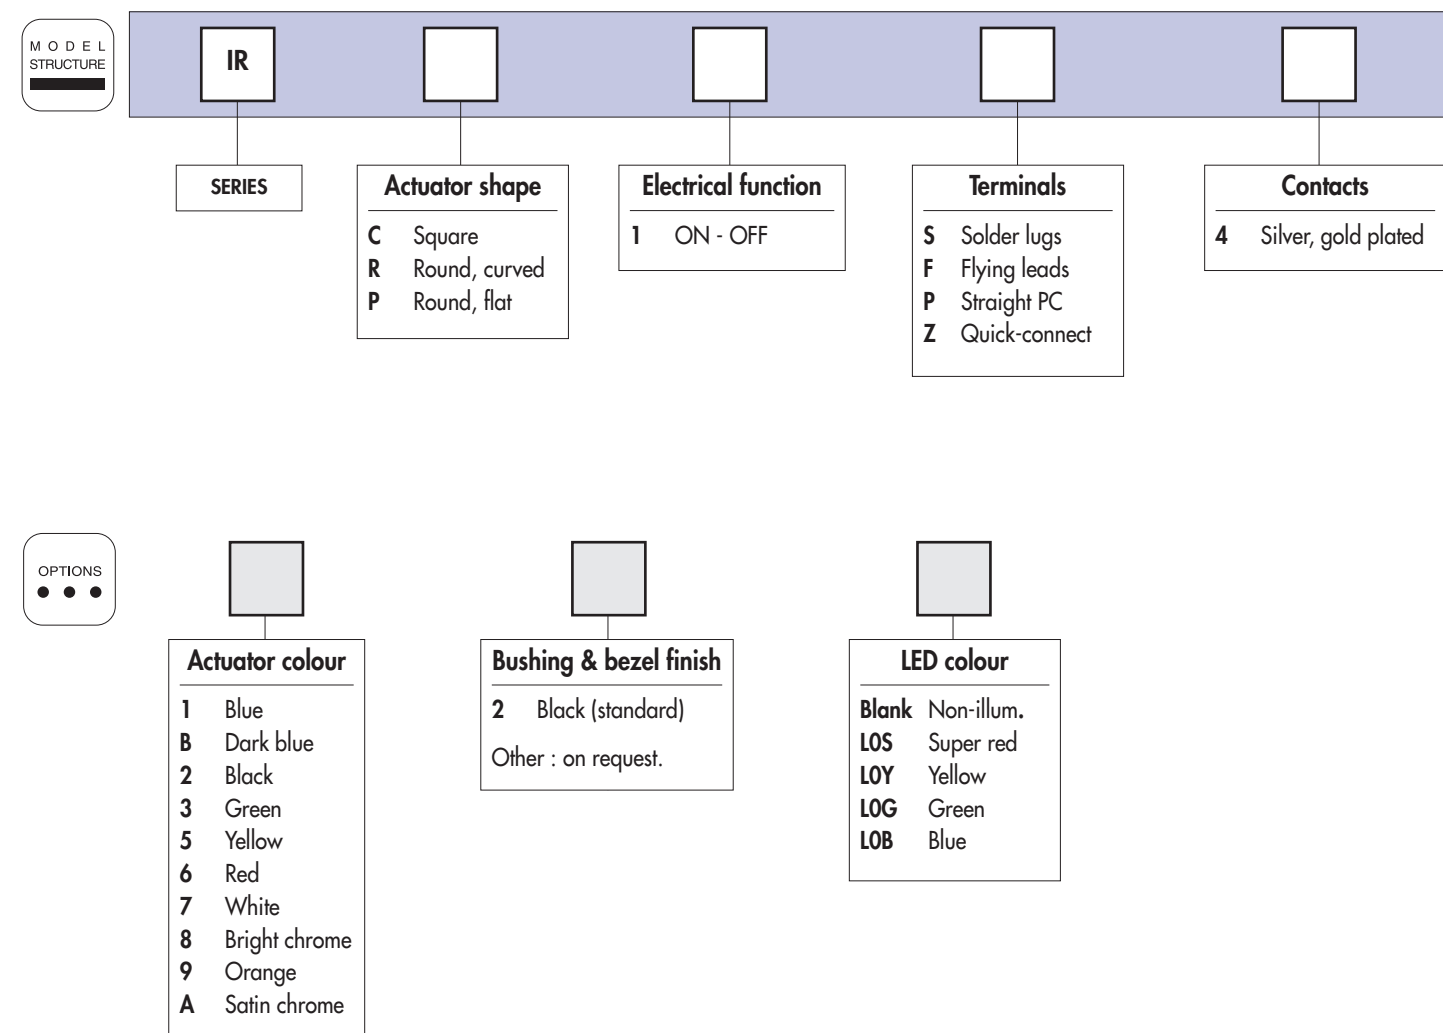 MODEL
STRUCTURE
IR
SERIES
Actuator shape
C Square
R Round, curved
P Round, flat
Electrical function
1 ON - OFF
Terminals
S Solder lugs
F Flying leads
P Straight PC
Z Quick-connect
Contacts
4 Silver, gold plated
OPTIONS
Actuator colour
1 Blue
B Dark blue
2 Black
3 Green
5 Yellow
6 Red
7 White
8 Bright chrome
9 Orange
A Satin chrome
Bushing & bezel finish
2 Black (standard)
Other : on request.
LED colour
Blank Non-illum.
L0S Super red
L0Y Yellow
L0G Green
L0B Blue